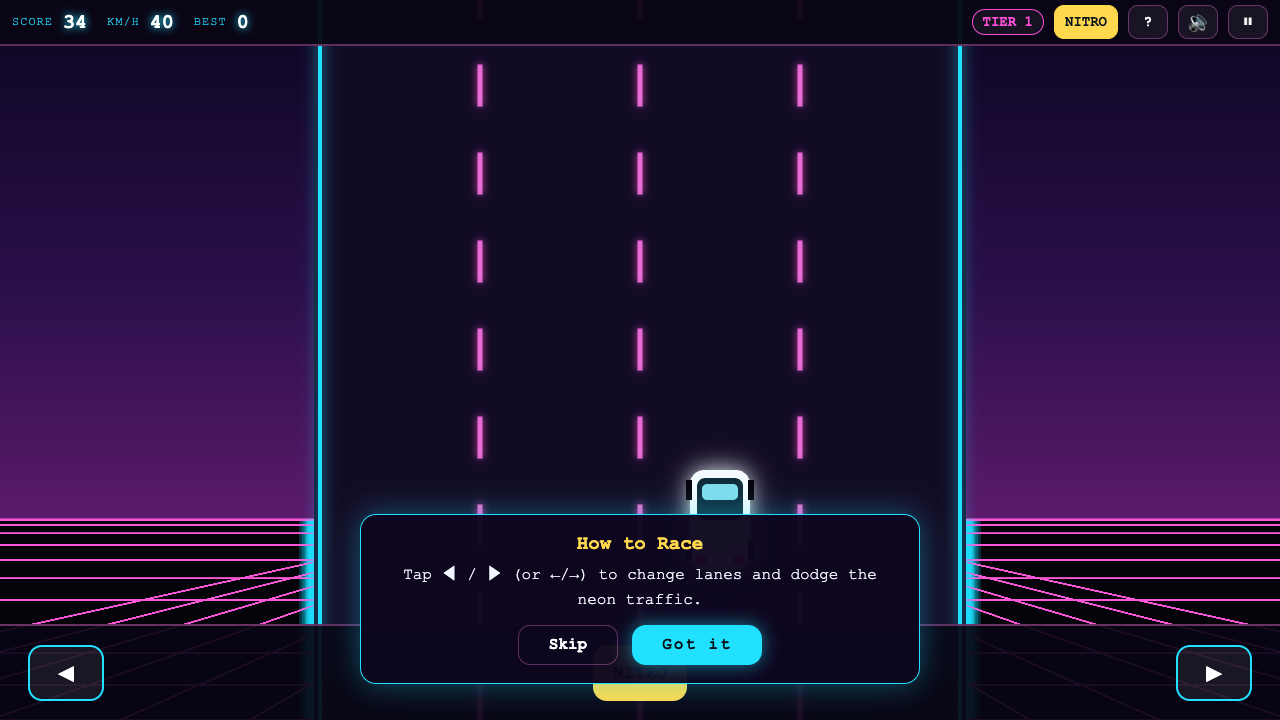 SCORE 34 KM/H 40 BEST 0 TIER 1 NITRO ?
How to Race
Tap ◀ / ▶ (or ←/→) to change lanes and dodge the
neon traffic.
Skip Got it
NITRO